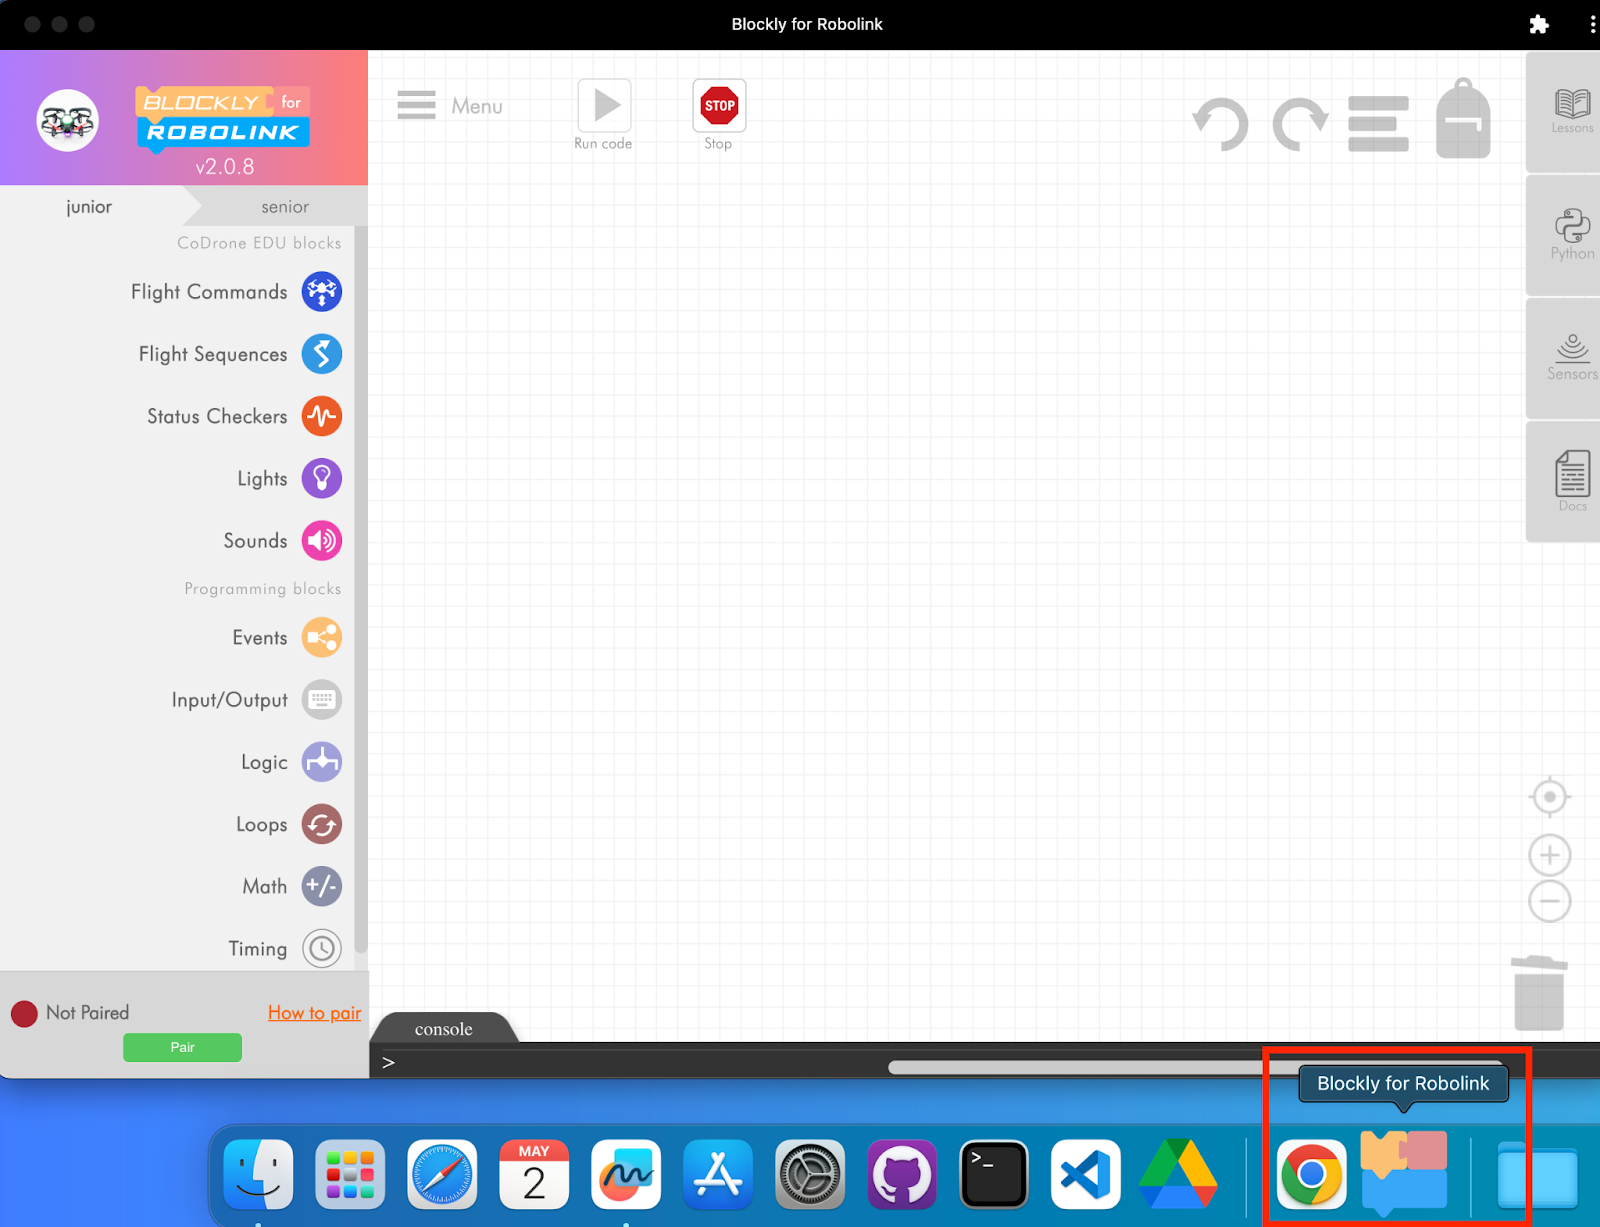 Blockly for Robolink
BLOCKLY for
ROBOLINK
v2.0.8
Menu
Run code
STOP
Stop
junior
senior
CoDrone EDU blocks
Flight Commands
Flight Sequences
Status Checkers
Lights
Sounds
Programming blocks
Events
Input/Output
Logic
Loops
Math
+/-
Timing
Lessons
Python
Sensors
Docs
Not Paired
How to pair
Pair
console
>
Blockly for Robolink
MAY
2
>_